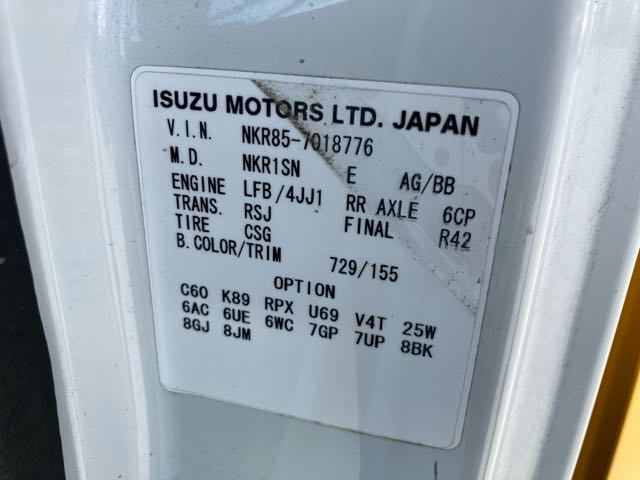 ISUZU MOTORS LTD. JAPAN
V.I.N. NKR85-7018776
M.D. NKR1SN E AG/BB
ENGINE LFB/4JJ1 RR AXLE 6CP
TRANS. RSJ FINAL R42
TIRE CSG
B.COLOR/TRIM 729/155
OPTION
C60 K89 RPX U69 V4T 25W
6AC 6UE 6WC 7GP 7UP 8BK
8GJ 8JM